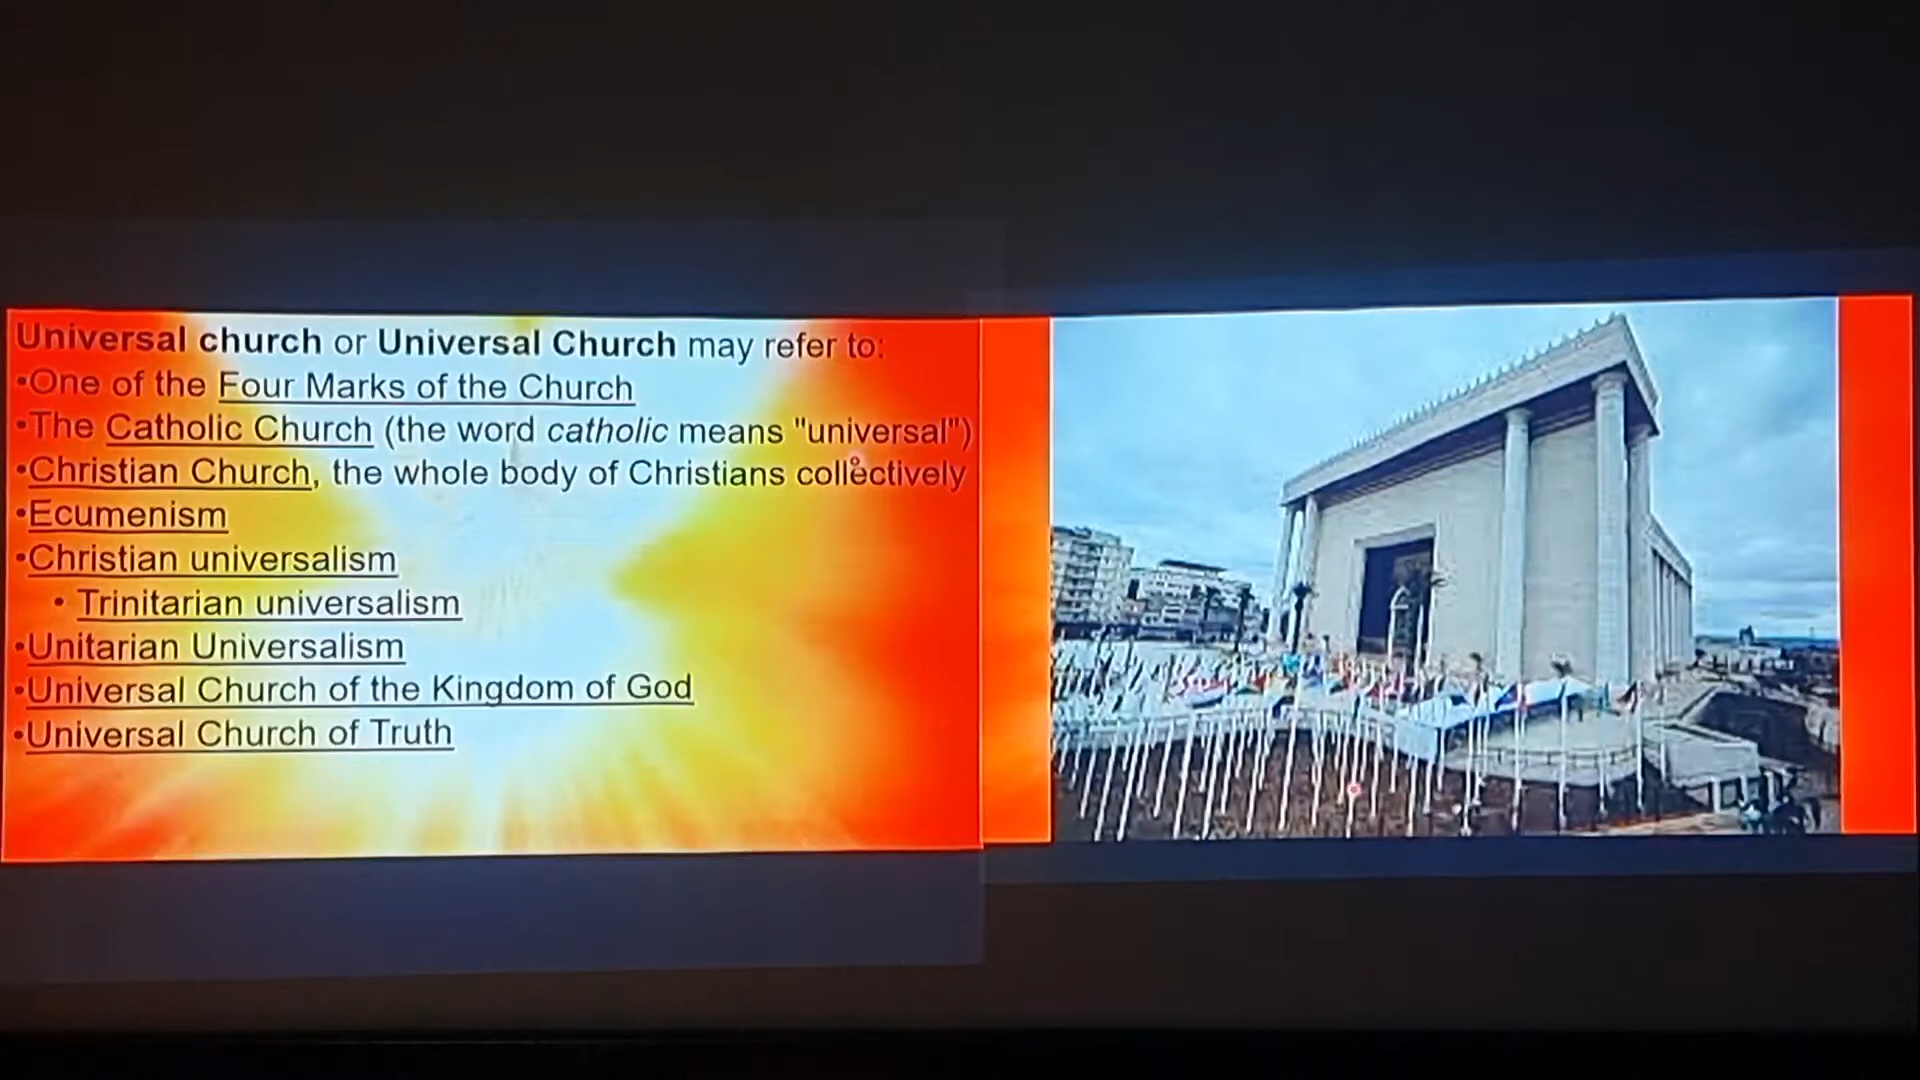 Universal church or Universal Church may refer to:
•One of the Four Marks of the Church
•The Catholic Church (the word catholic means "universal")
•Christian Church, the whole body of Christians collectively
•Ecumenism
•Christian universalism
• Trinitarian universalism
•Unitarian Universalism
•Universal Church of the Kingdom of God
•Universal Church of Truth